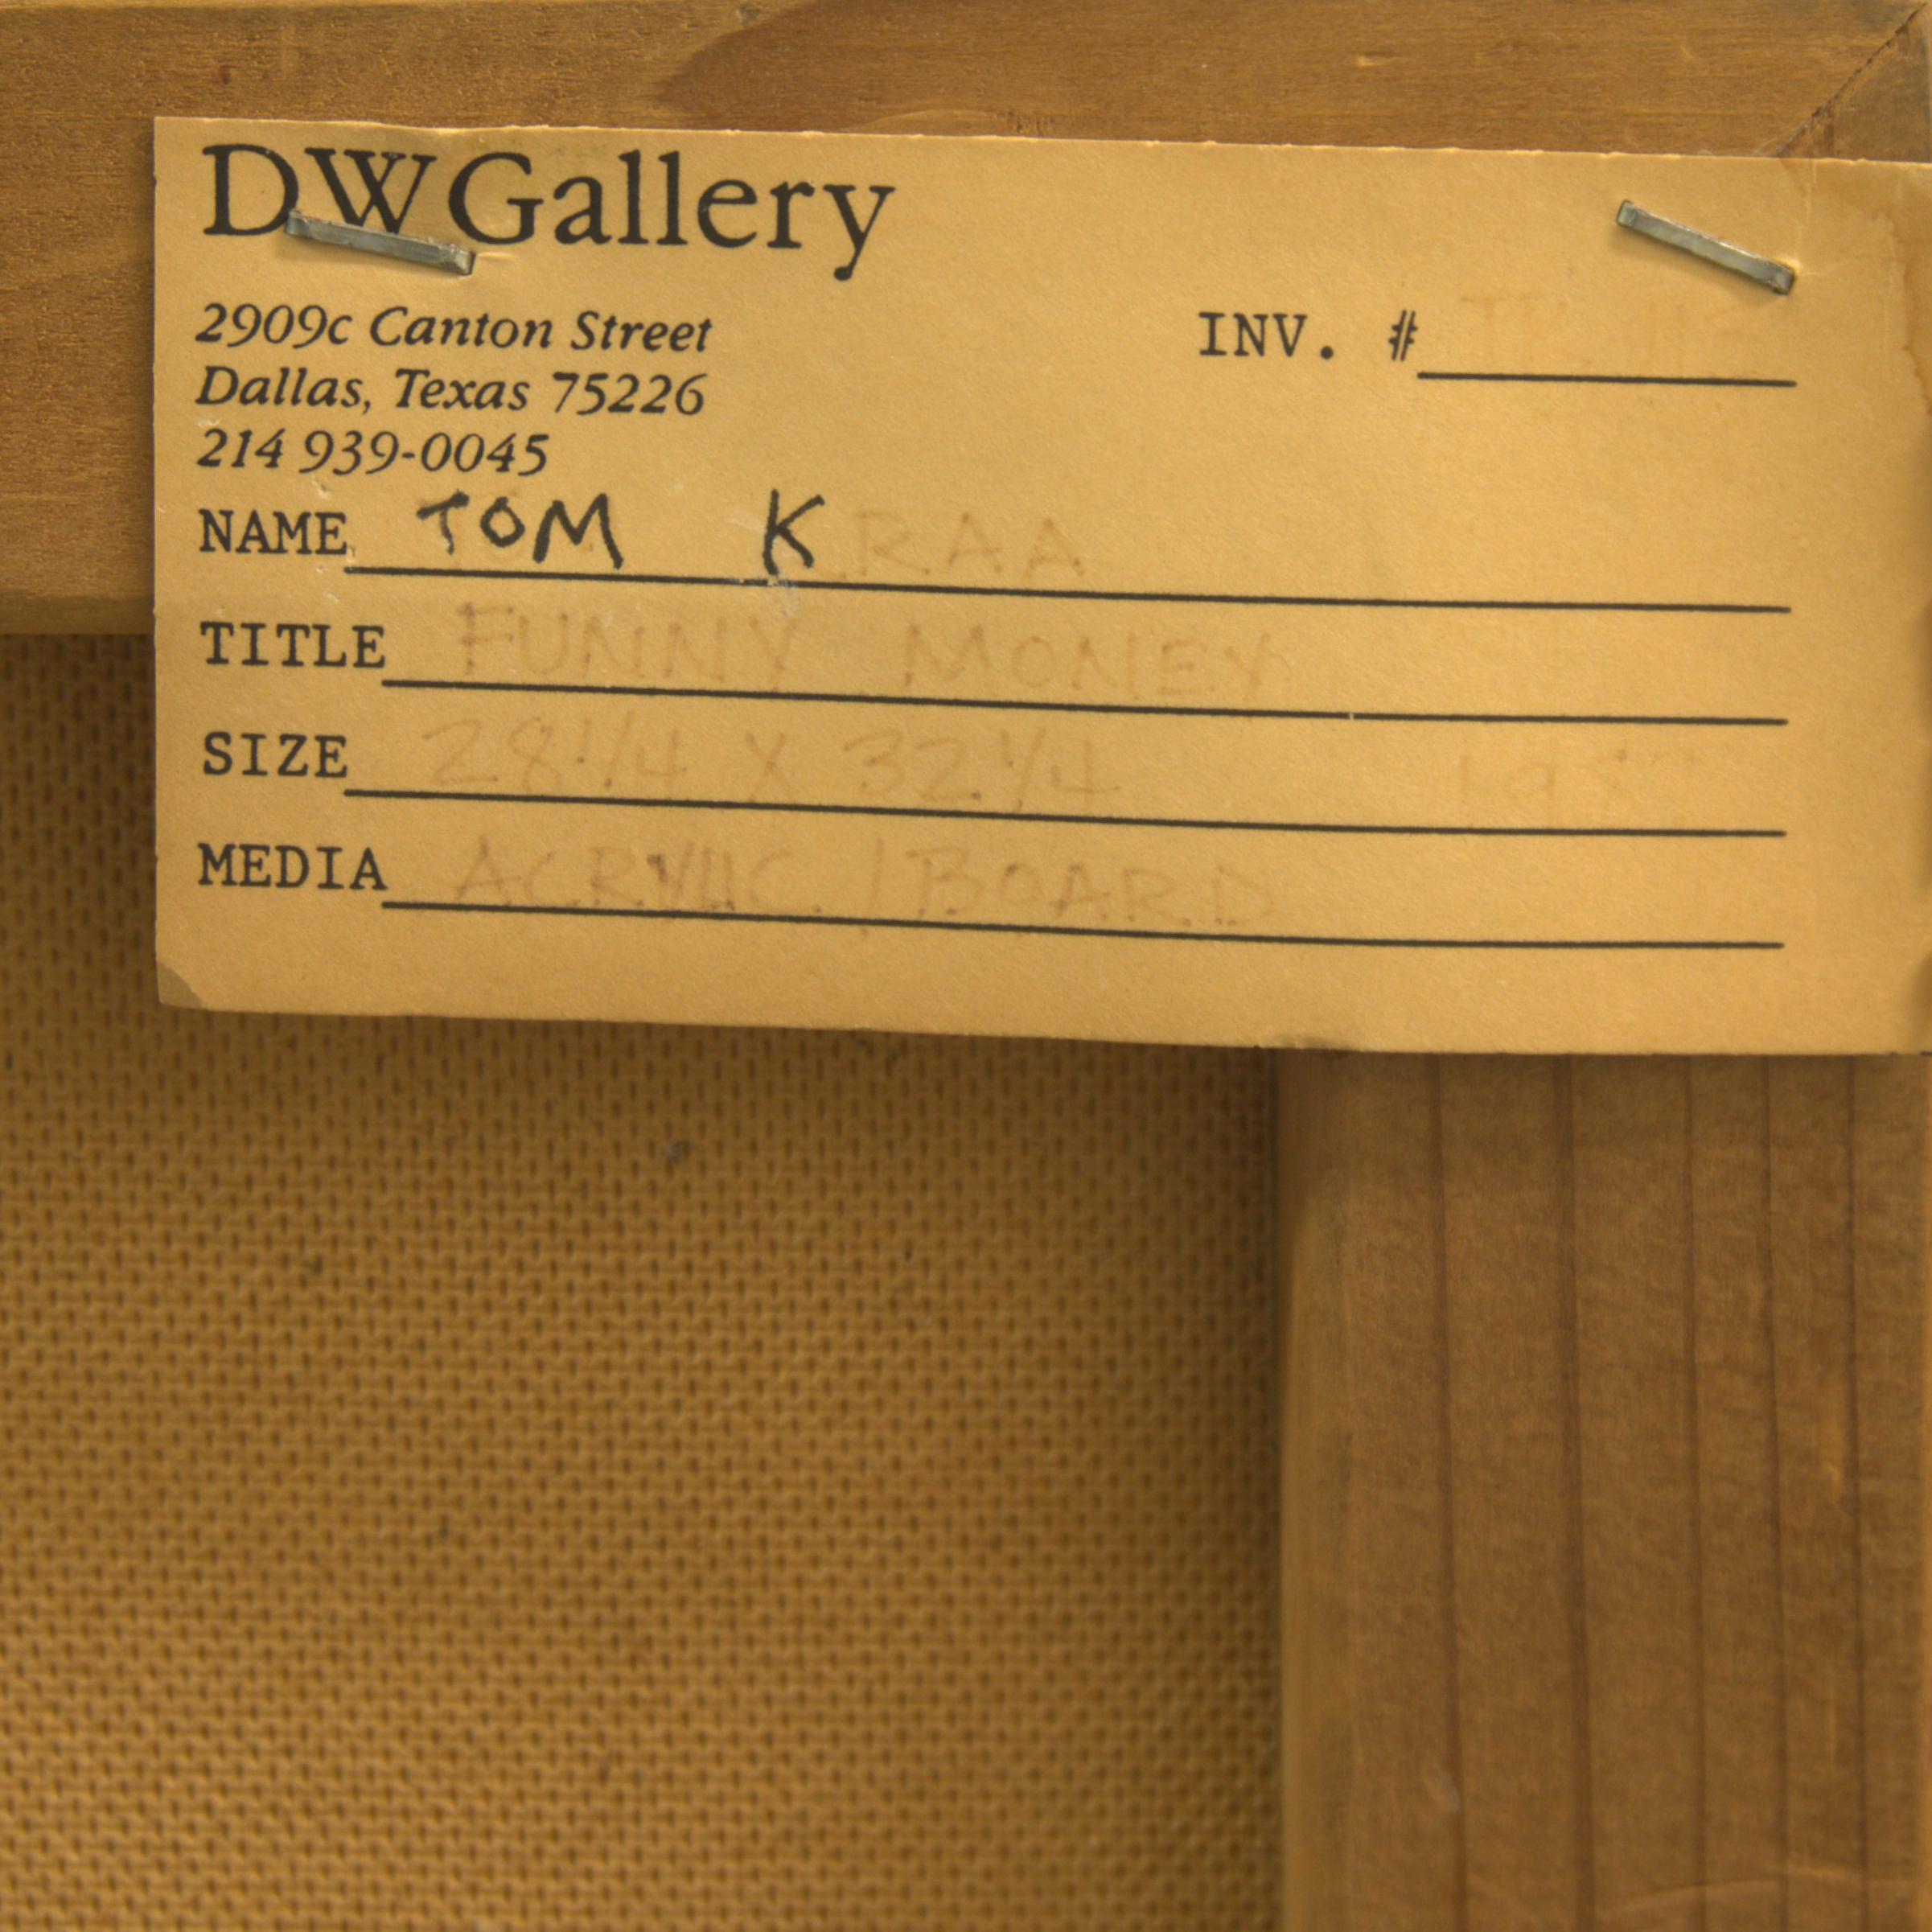 DWGallery
2909c Canton Street
INV. #
Dallas, Texas 75226
214 939-0045
NAME TOM KRAA
TITLE FUNNY MONEY
SIZE 28 1/4 X 32 1/4
MEDIA ACRYLIC / BOARD